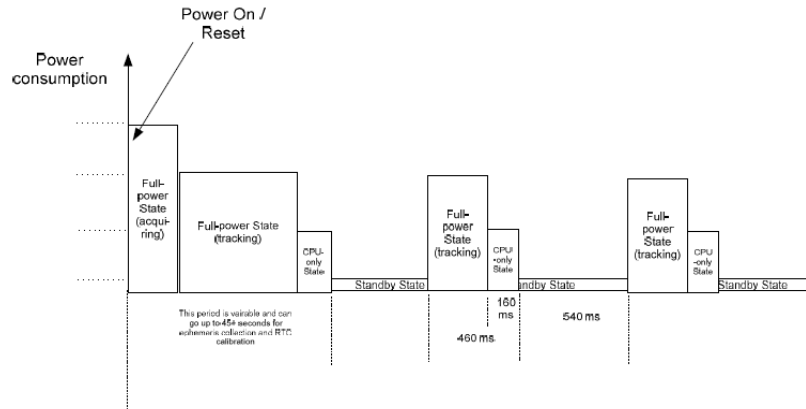 Power On /
Reset
Power
consumption
Full-
power
State
(acqui-
ring)
Full-power State
(tracking)
CPU-
only
State
Standby State
Full-
power
State
(tracking)
CPU
-only
State
Standby State
Full-
power
State
(tracking)
CPU
-only
State
Standby State
This period is vairable and can
go up to 45+ seconds for
ephemeris collection and RTC
calibration
160
ms
460 ms
540 ms